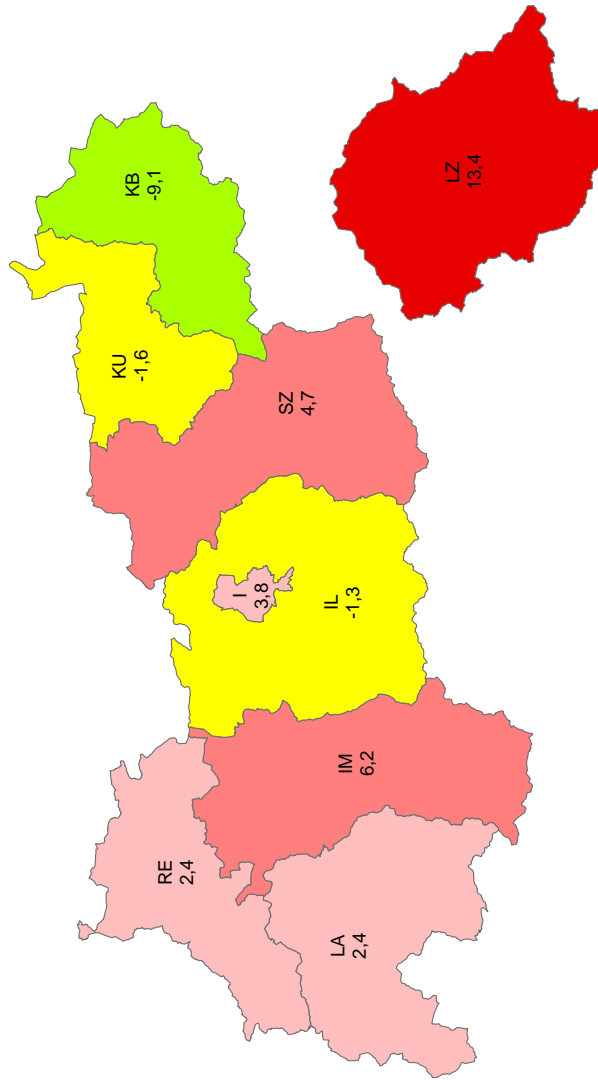 RE
2,4
KU
-1,6
KB
-9,1
I
3,8
SZ
4,7
LA
2,4
IM
6,2
IL
-1,3
LZ
13,4